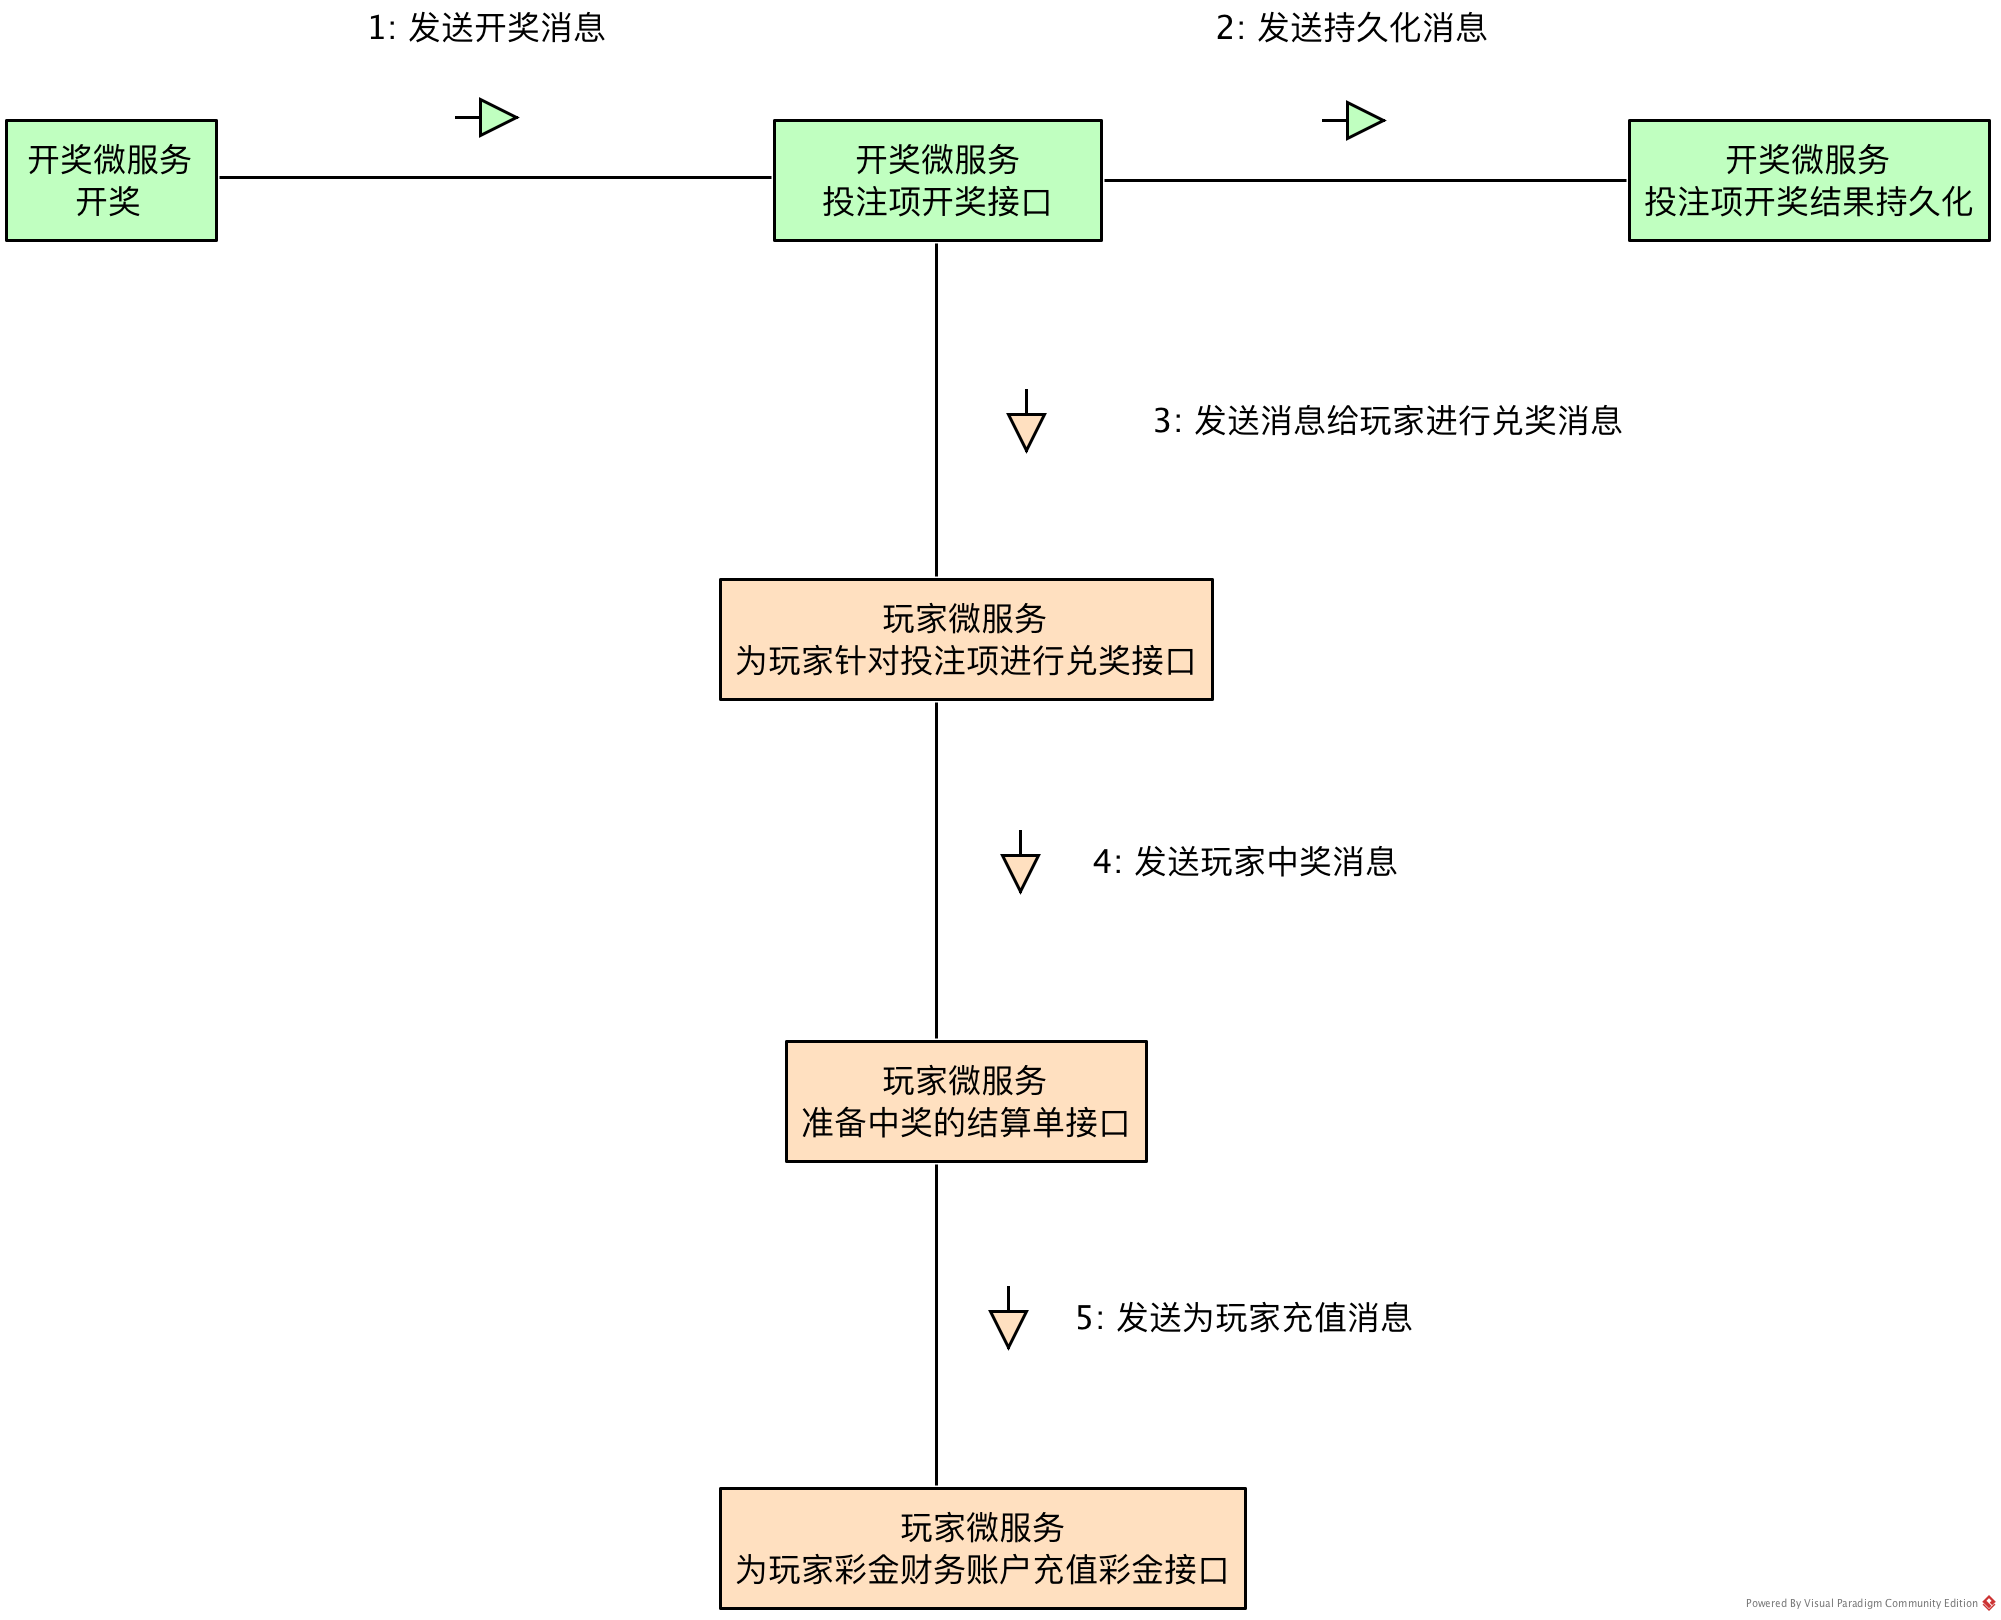 1: 发送开奖消息
2: 发送持久化消息
开奖微服务
开奖
开奖微服务
投注项开奖接口
开奖微服务
投注项开奖结果持久化
3: 发送消息给玩家进行兑奖消息
玩家微服务
为玩家针对投注项进行兑奖接口
4: 发送玩家中奖消息
玩家微服务
准备中奖的结算单接口
5: 发送为玩家充值消息
玩家微服务
为玩家彩金财务账户充值彩金接口
Powered By Visual Paradigm Community Edition